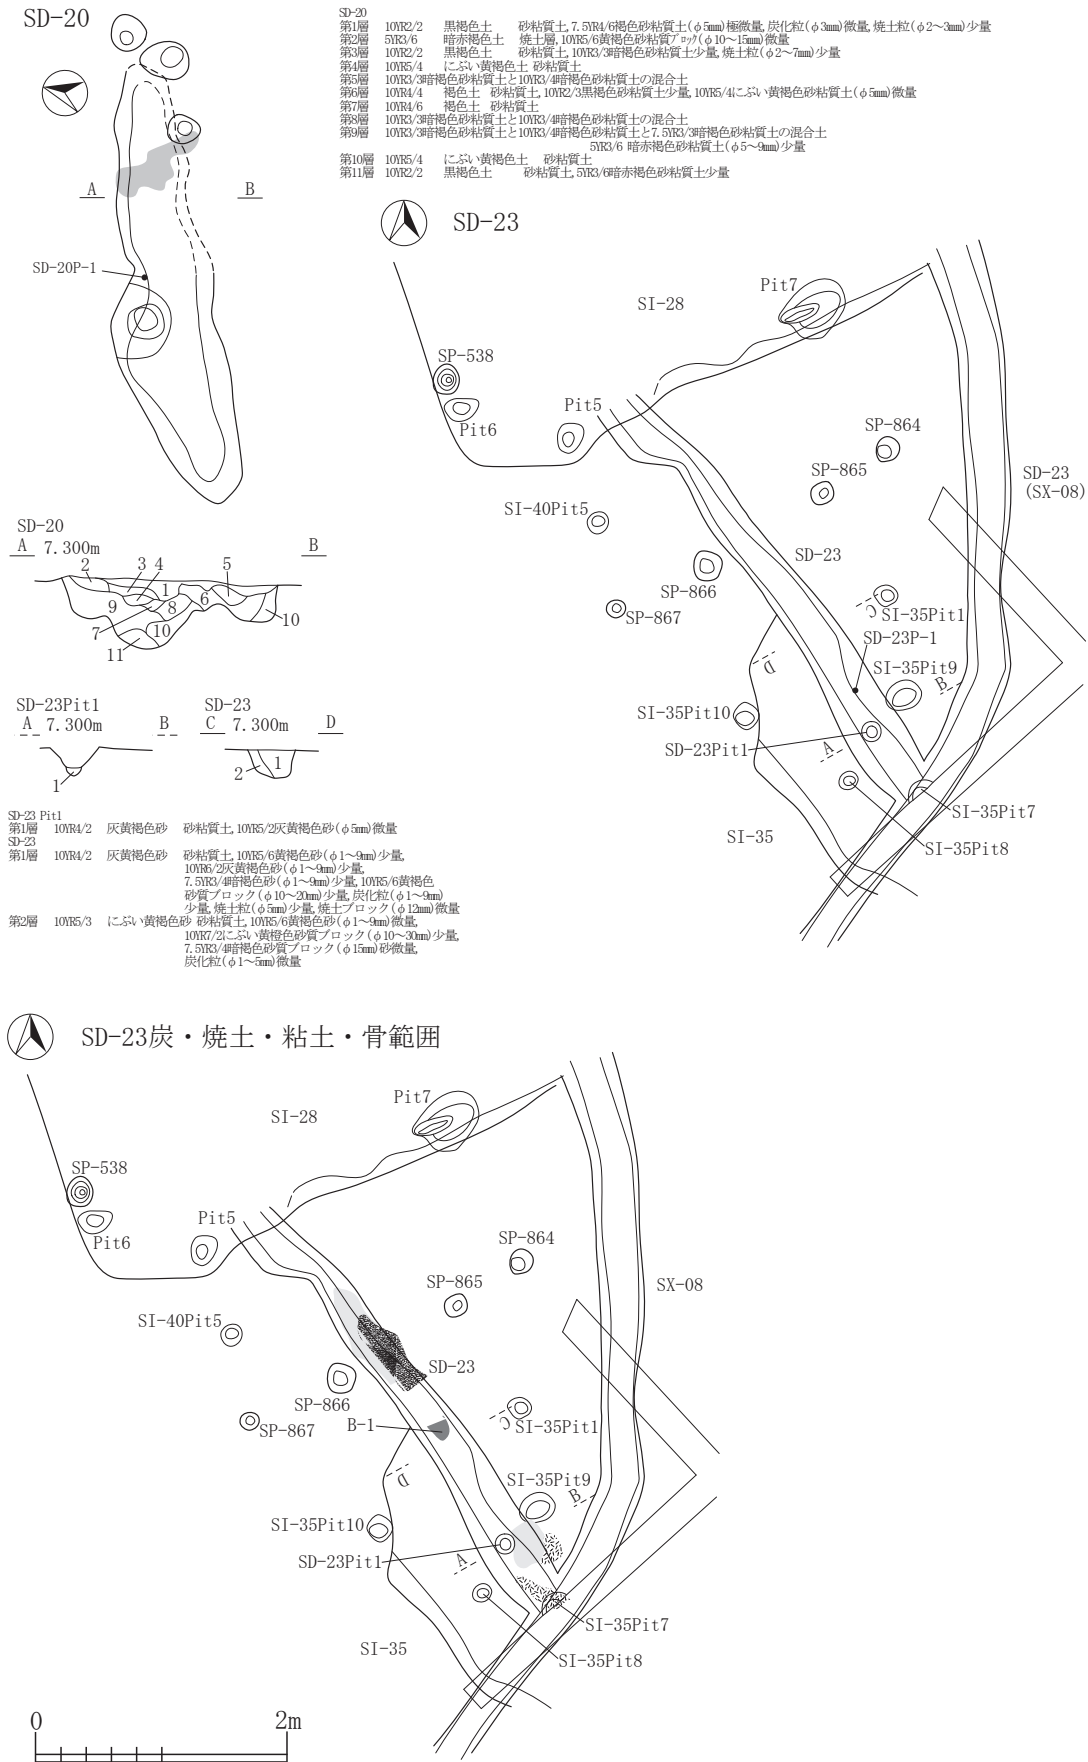 SD-20
SD-20
第1層 10YR2/2 黒褐色土 砂粘質土, 7.5YR4/6褐色砂粘質土(φ5㎜)極微量, 炭化粒(φ3㎜)微量, 焼土粒(φ2～3㎜)少量
第2層 5YR3/6 暗赤褐色土 焼土層, 10YR5/6黄褐色砂粘質ブロック(φ10～15㎜)微量
第3層 10YR2/2 黒褐色土 砂粘質土, 10YR3/3暗褐色砂粘質土少量, 焼土粒(φ2～7㎜)少量
第4層 10YR5/4 にぶい黄褐色土 砂粘質土
第5層 10YR3/3暗褐色砂粘質土と10YR3/4暗褐色砂粘質土の混合土
第6層 10YR4/4 褐色土 砂粘質土, 10YR2/3黒褐色砂粘質土少量, 10YR5/4にぶい黄褐色砂粘質土(φ5㎜)微量
第7層 10YR4/6 褐色土 砂粘質土
第8層 10YR3/3暗褐色砂粘質土と10YR3/4暗褐色砂粘質土の混合土
第9層 10YR3/3暗褐色砂粘質土と10YR3/4暗褐色砂粘質土と7.5YR3/3暗褐色砂粘質土の混合土
5YR3/6 暗赤褐色砂粘質土(φ5～9㎜)少量
第10層 10YR5/4 にぶい黄褐色土 砂粘質土
第11層 10YR2/2 黒褐色土 砂粘質土, 5YR3/6暗赤褐色砂粘質土少量
A B
SD-20P-1
SD-23
SI-28
Pit7
SP-538
Pit6
Pit5
SP-864
SP-865
SD-23
(SX-08)
SI-40Pit5
SD-23
SP-866
SP-867
C
SI-35Pit1
SD-23P-1
D
SI-35Pit9
B
SI-35Pit10
SD-23Pit1
A
SI-35Pit7
SI-35
SI-35Pit8
SD-20
A 7.300m B
2 3 4 5
1
9 8 6
7 10 10
11
SD-23Pit1
A 7.300m B
1
SD-23
C 7.300m D
2 1
SD-23 Pit1
第1層 10YR4/2 灰黄褐色砂 砂粘質土, 10YR5/2灰黄褐色砂(φ5㎜)微量
SD-23
第1層 10YR4/2 灰黄褐色砂 砂粘質土, 10YR5/6黄褐色砂(φ1～9㎜)少量,
10YR6/2灰黄褐色砂(φ1～9㎜)少量,
7.5YR3/4暗褐色砂(φ1～9㎜)少量, 10YR5/6黄褐色
砂質ブロック(φ10～20㎜)少量, 炭化粒(φ1～9㎜)
少量, 焼土粒(φ5㎜)少量, 焼土ブロック(φ12㎜)微量
第2層 10YR5/3 にぶい黄褐色砂 砂粘質土, 10YR5/6黄褐色砂(φ1～9㎜)微量,
10YR7/2にぶい黄橙色砂質ブロック(φ10～30㎜)少量,
7.5YR3/4暗褐色砂質ブロック(φ15㎜)砂微量,
炭化粒(φ1～5㎜)微量
SD-23炭・焼土・粘土・骨範囲
SI-28
Pit7
SP-538
Pit6
Pit5
SP-864
SP-865
SX-08
SI-40Pit5
SD-23
SP-866
SP-867
B-1
C
SI-35Pit1
D
SI-35Pit9
B
SI-35Pit10
SD-23Pit1
A
SI-35Pit7
SI-35
SI-35Pit8
0 2m